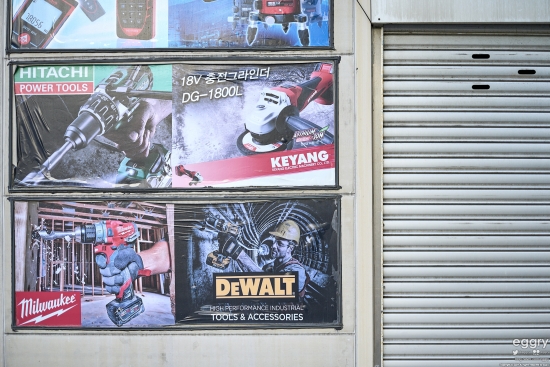 HITACHI
POWER TOOLS
18V 충전그라인더
DG-1800L
KEYANG
Milwaukee
DEWALT
HIGH PERFORMANCE INDUSTRIAL
TOOLS & ACCESSORIES
eggry